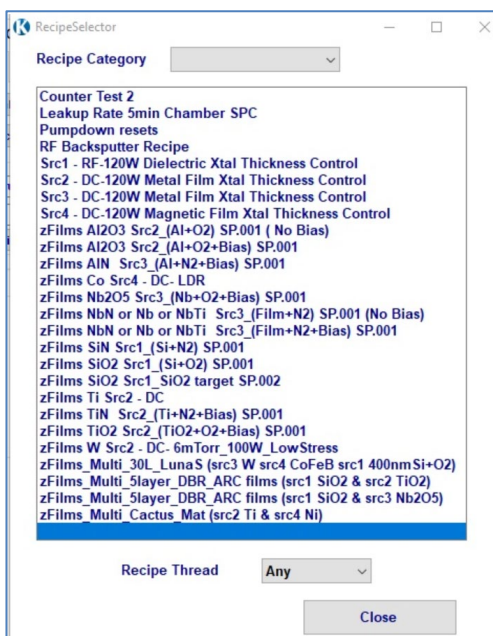 K RecipeSelector
Recipe Category
Counter Test 2
Leakup Rate 5min Chamber SPC
Pumpdown resets
RF Backsputter Recipe
Src1 - RF-120W Dielectric Xtal Thickness Control
Src2 - DC-120W Metal Film Xtal Thickness Control
Src3 - DC-120W Metal Film Xtal Thickness Control
Src4 - DC-120W Magnetic Film Xtal Thickness Control
zFilms Al2O3 Src2_(Al+O2) SP.001 ( No Bias)
zFilms Al2O3 Src2_(Al+O2+Bias) SP.001
zFilms AlN  Src3_(Al+N2+Bias) SP.001
zFilms Co Src4 - DC- LDR
zFilms Nb2O5 Src3_(Nb+O2+Bias) SP.001
zFilms NbN or Nb or NbTi  Src3_(Film+N2) SP.001 (No Bias)
zFilms NbN or Nb or NbTi  Src3_(Film+N2+Bias) SP.001
zFilms SiN Src1_(Si+N2) SP.001
zFilms SiO2 Src1_(Si+O2) SP.001
zFilms SiO2 Src1_SiO2 target SP.002
zFilms Ti Src2 - DC
zFilms TiN  Src2_(Ti+N2+Bias) SP.001
zFilms TiO2 Src2_(TiO2+O2+Bias) SP.001
zFilms W Src2 - DC- 6mTorr_100W_LowStress
zFilms_Multi_30L_LunaS (src3 W src4 CoFeB src1 400nmSi+O2)
zFilms_Multi_5layer_DBR_ARC films (src1 SiO2 & src2 TiO2)
zFilms_Multi_5layer_DBR_ARC films (src1 SiO2 & src3 Nb2O5)
zFilms_Multi_Cactus_Mat (src2 Ti & src4 Ni)
Recipe Thread Any
Close